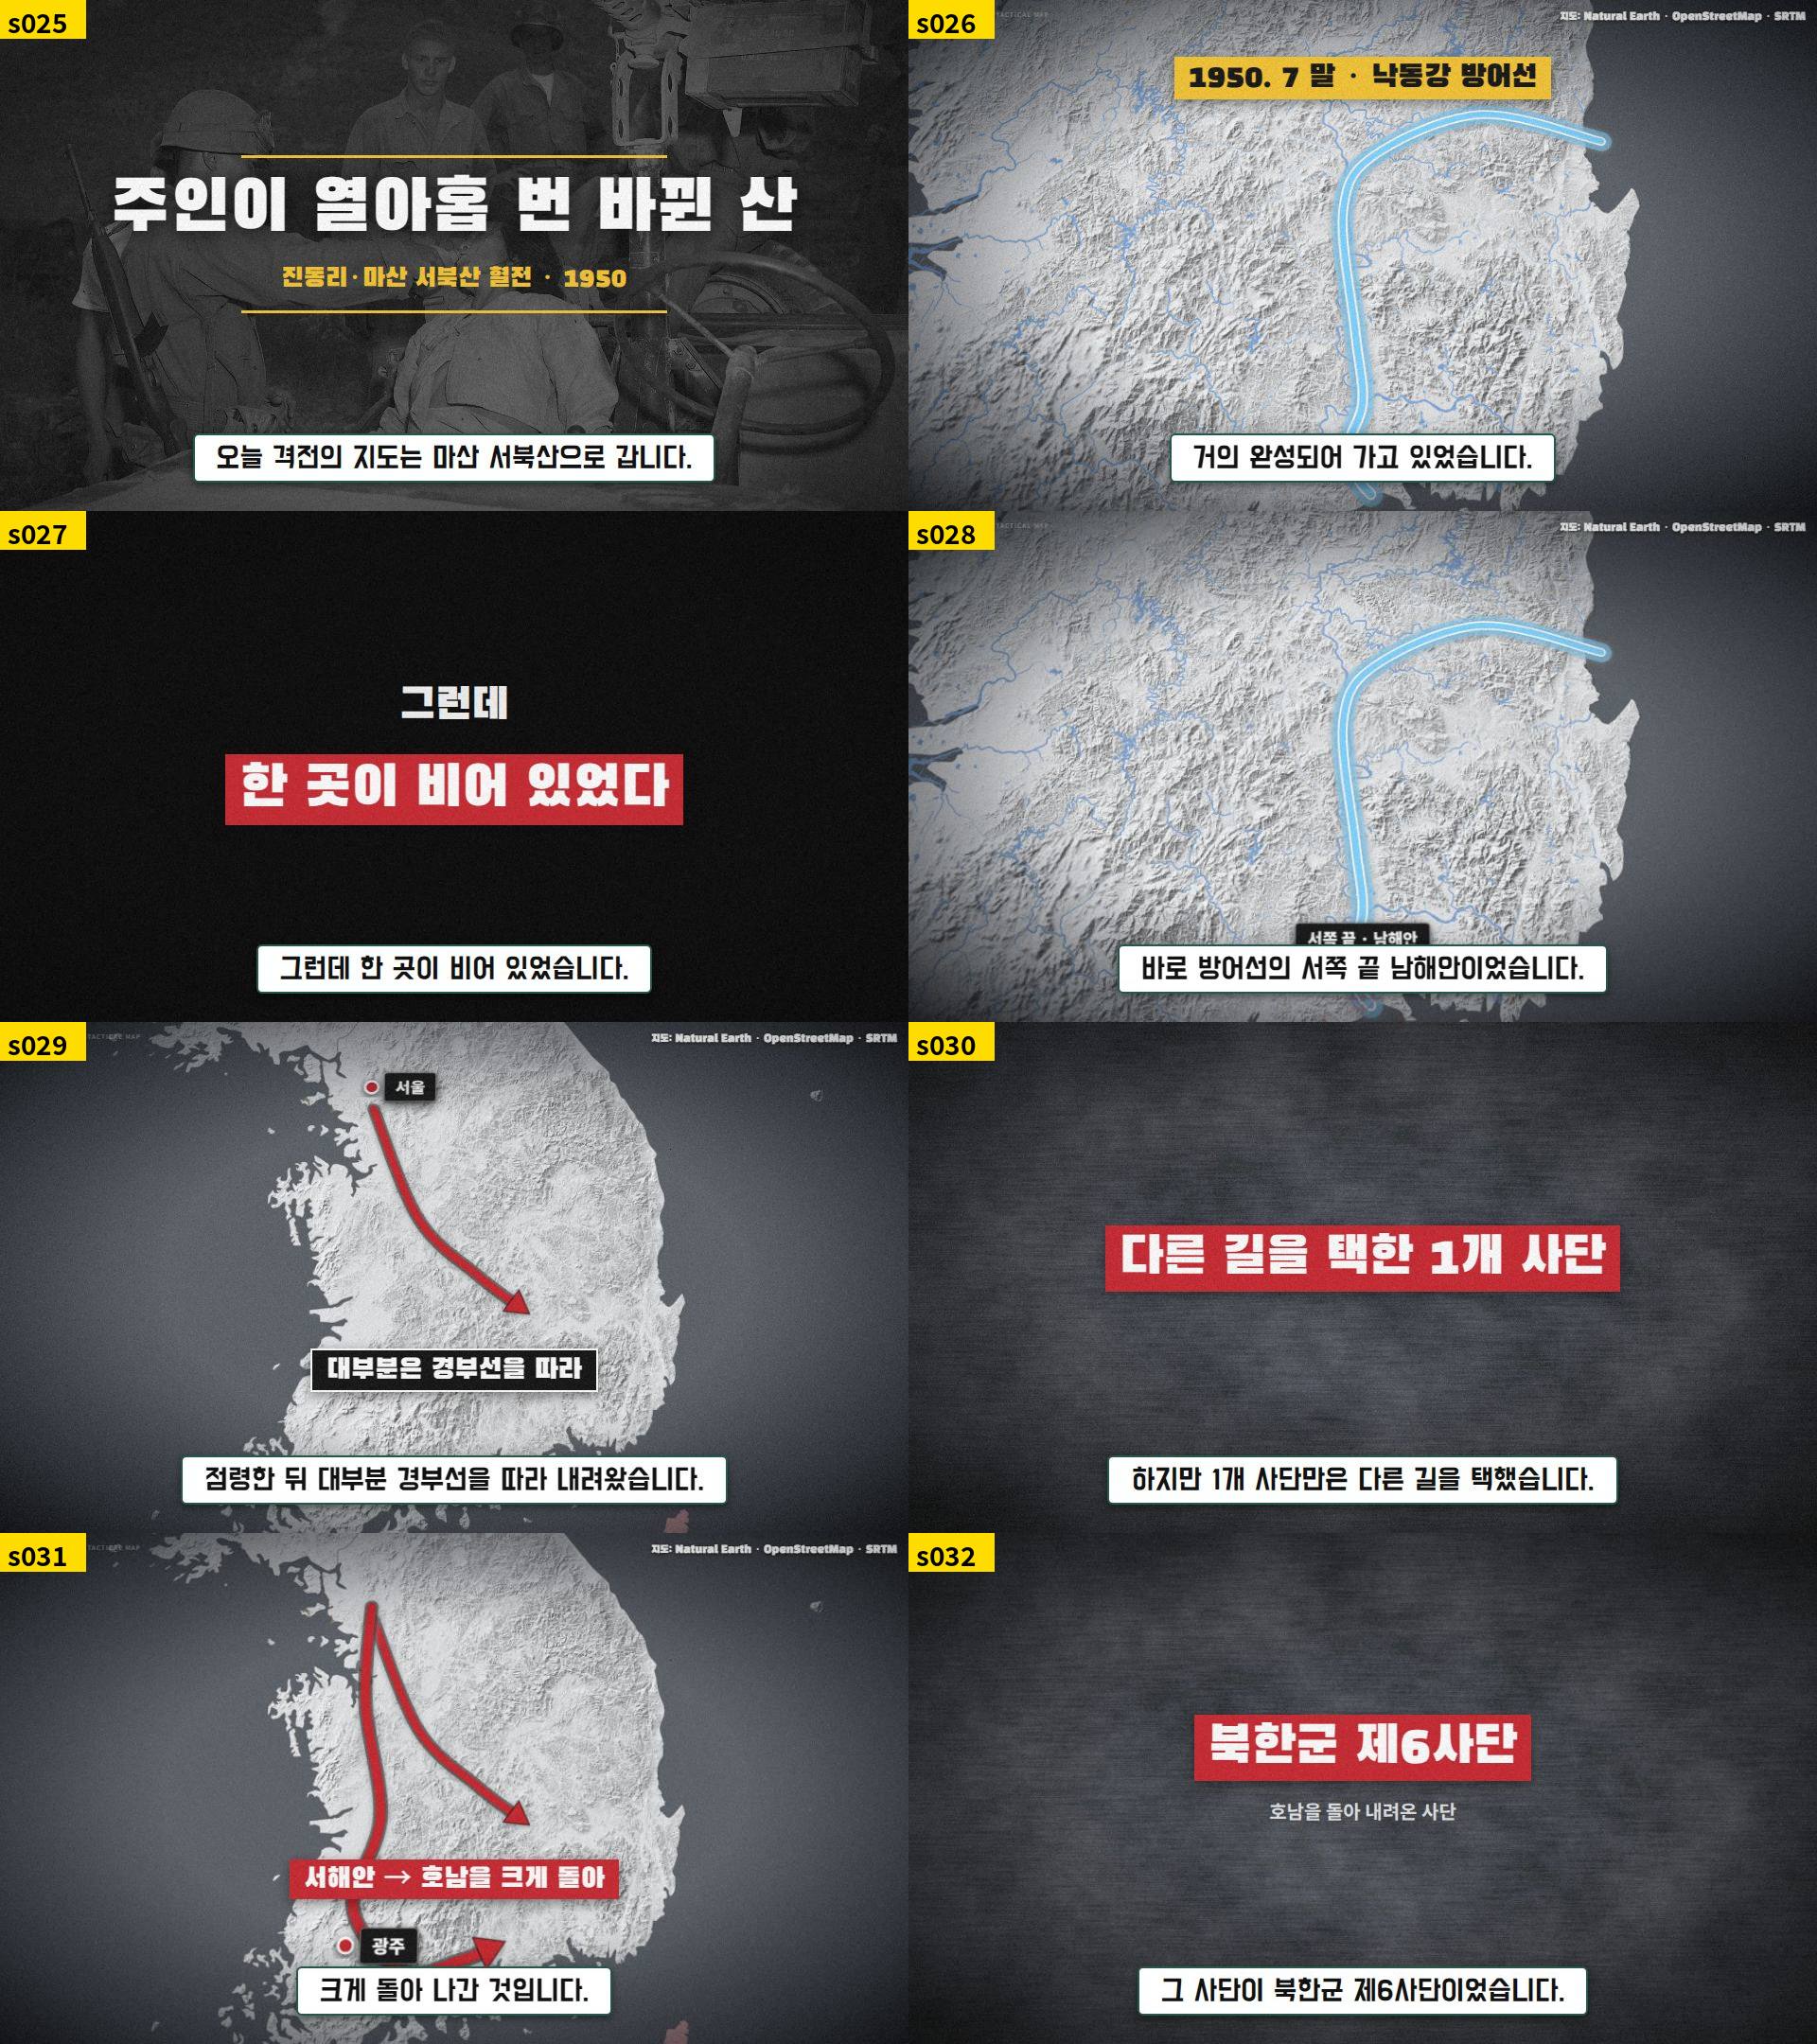 s025
주인이 열아홉 번 바뀐 산
진동리·마산 서북산 혈전 · 1950
오늘 격전의 지도는 마산 서북산으로 갑니다.
s026
TACTICAL MAP
지도: Natural Earth · OpenStreetMap · SRTM
1950. 7 말 · 낙동강 방어선
거의 완성되어 가고 있었습니다.
s027
그런데
한 곳이 비어 있었다
그런데 한 곳이 비어 있었습니다.
s028
TACTICAL MAP
지도: Natural Earth · OpenStreetMap · SRTM
서쪽 끝 · 남해안
바로 방어선의 서쪽 끝 남해안이었습니다.
s029
TACTICAL MAP
지도: Natural Earth · OpenStreetMap · SRTM
서울
대부분은 경부선을 따라
점령한 뒤 대부분 경부선을 따라 내려왔습니다.
s030
다른 길을 택한 1개 사단
하지만 1개 사단만은 다른 길을 택했습니다.
s031
TACTICAL MAP
지도: Natural Earth · OpenStreetMap · SRTM
서해안 → 호남을 크게 돌아
광주
크게 돌아 나간 것입니다.
s032
북한군 제6사단
호남을 돌아 내려온 사단
그 사단이 북한군 제6사단이었습니다.